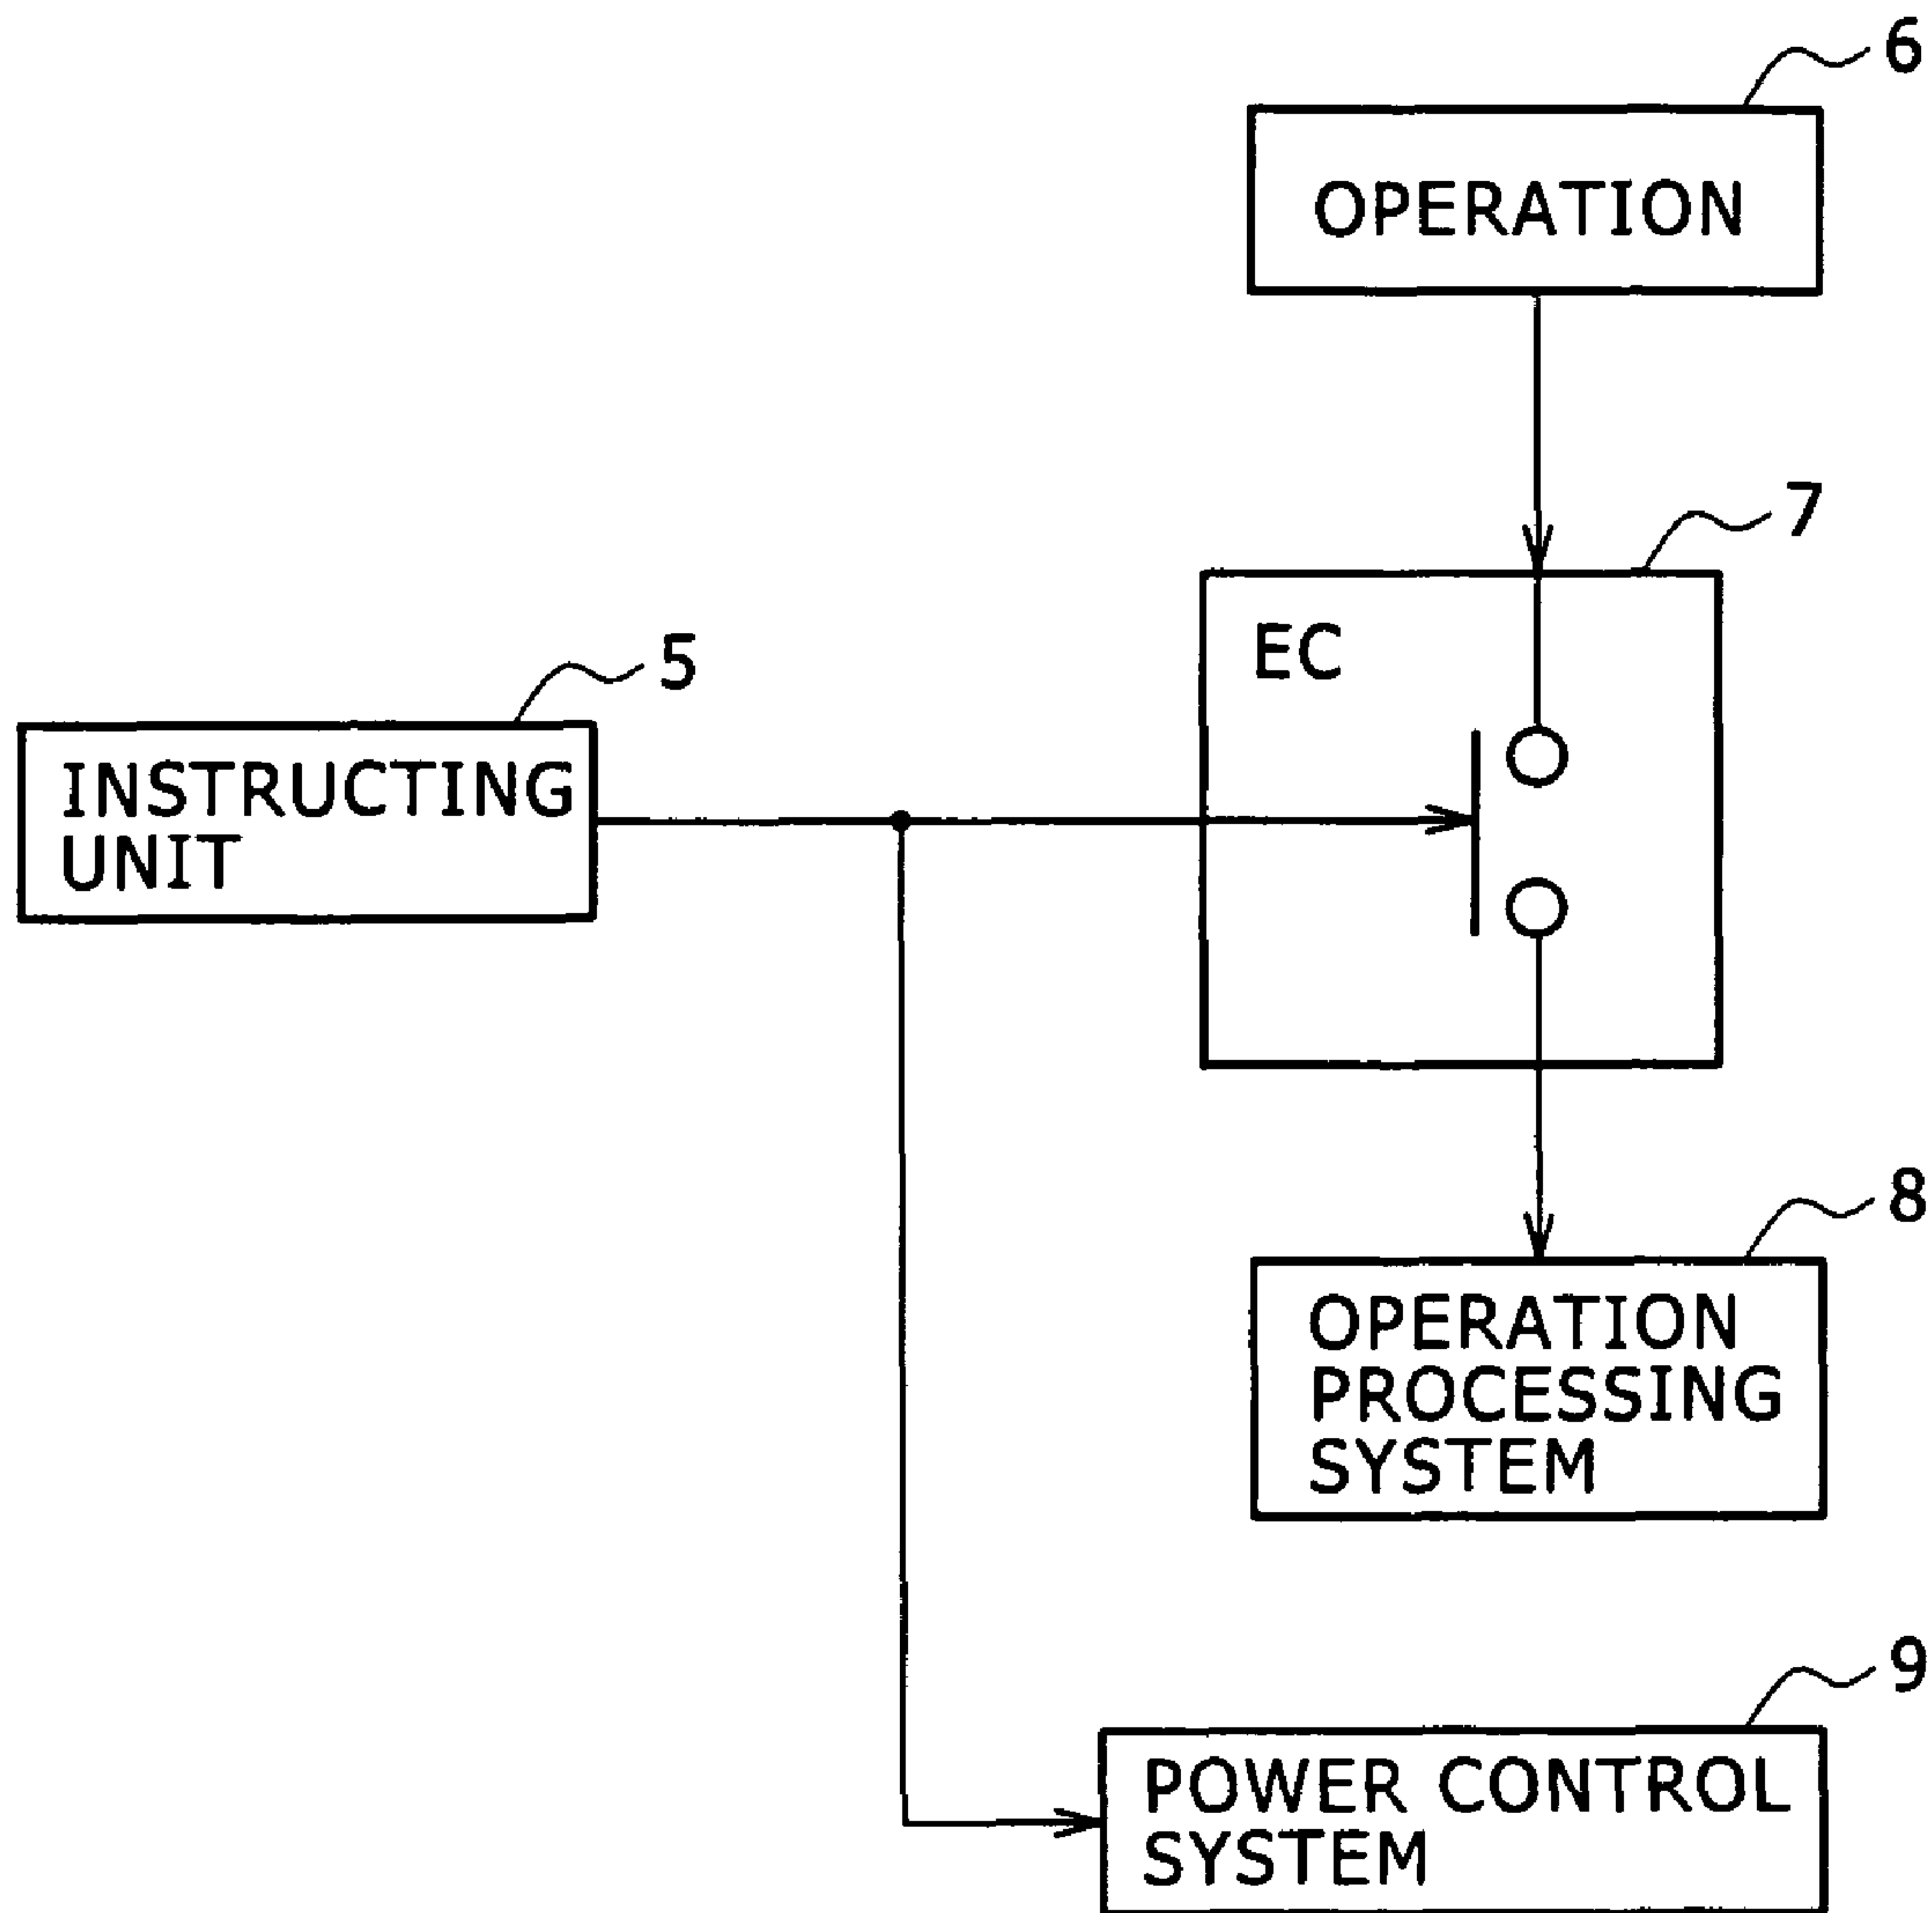 6
OPERATION
7
EC
5
INSTRUCTING
UNIT
8
OPERATION
PROCESSING
SYSTEM
9
POWER CONTROL
SYSTEM